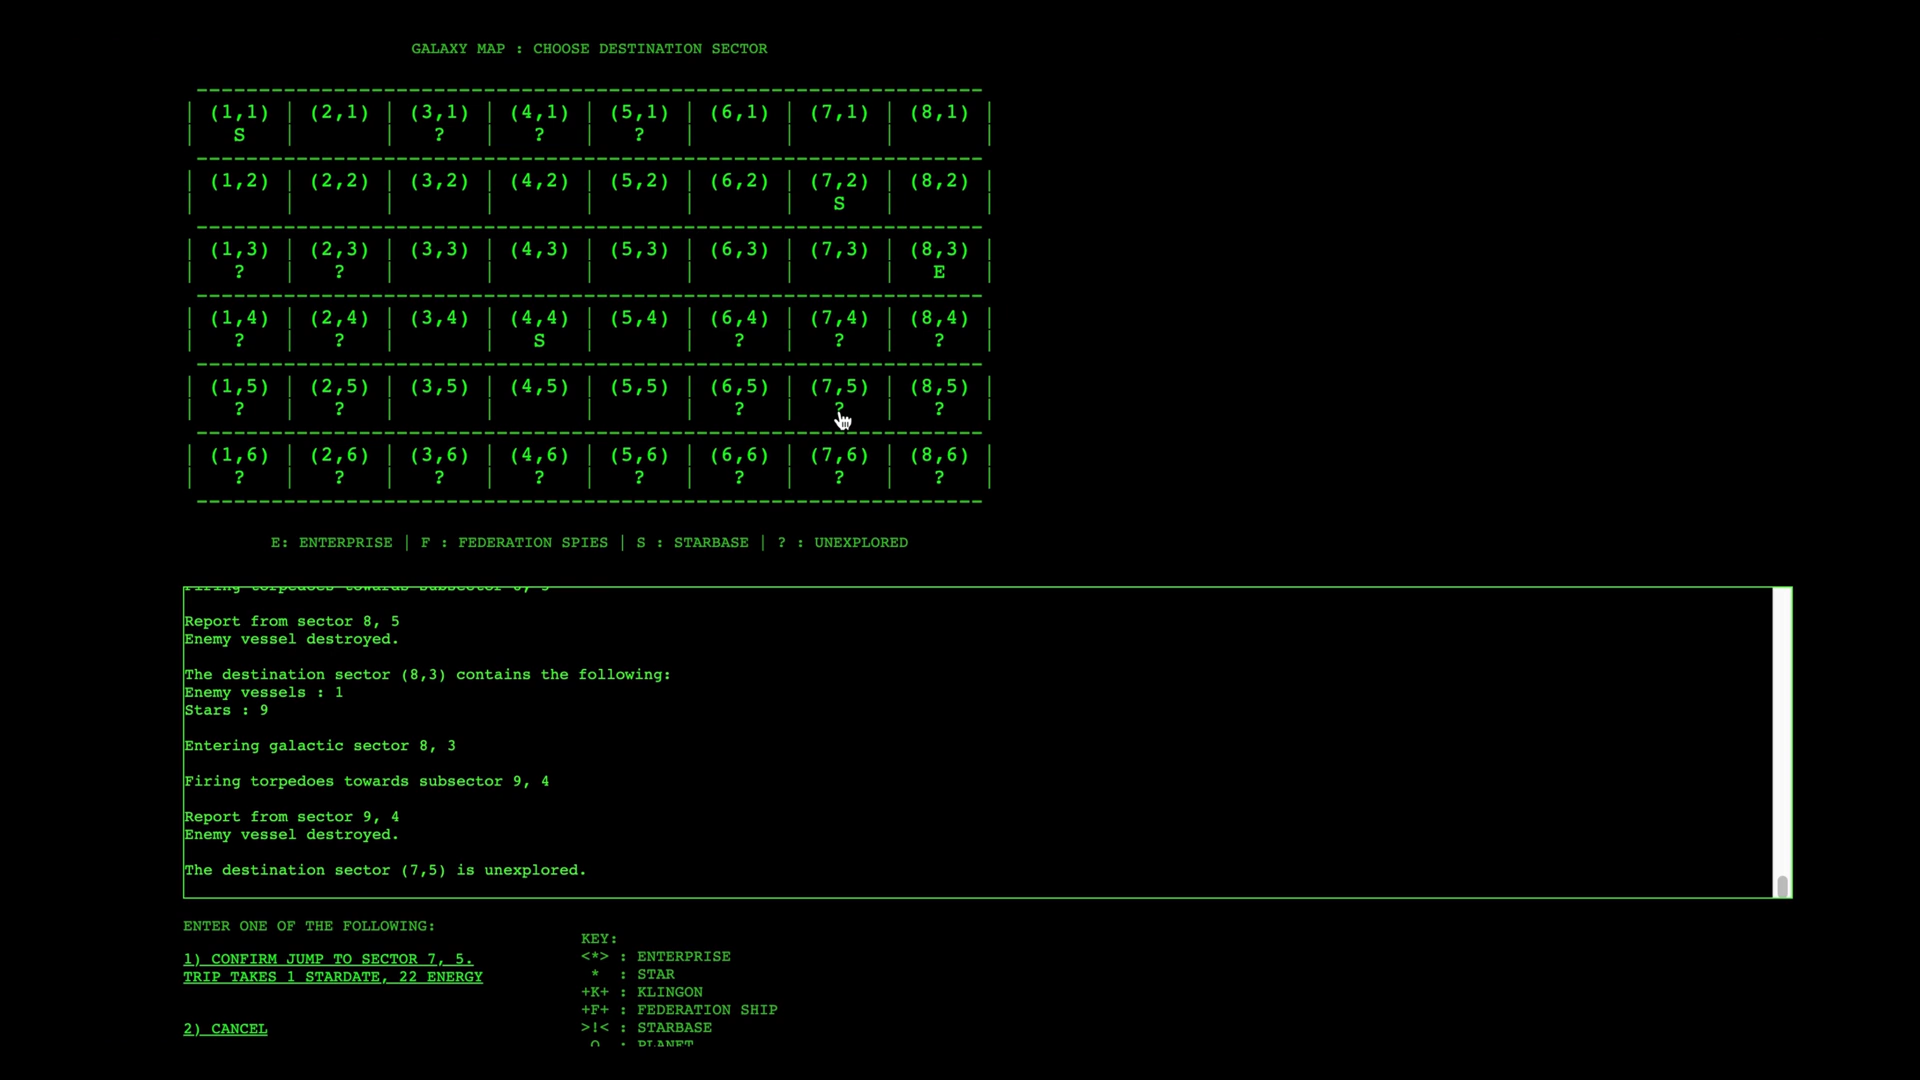 GALAXY MAP : CHOOSE DESTINATION SECTOR
(1,1) | (2,1) | (3,1) | (4,1) | (5,1) | (6,1) | (7,1) | (8,1)
S ? ? ?
(1,2) | (2,2) | (3,2) | (4,2) | (5,2) | (6,2) | (7,2) | (8,2)
S
(1,3) | (2,3) | (3,3) | (4,3) | (5,3) | (6,3) | (7,3) | (8,3)
? ? E
(1,4) | (2,4) | (3,4) | (4,4) | (5,4) | (6,4) | (7,4) | (8,4)
? ? S ? ? ?
(1,5) | (2,5) | (3,5) | (4,5) | (5,5) | (6,5) | (7,5) | (8,5)
? ? ? ? ?
(1,6) | (2,6) | (3,6) | (4,6) | (5,6) | (6,6) | (7,6) | (8,6)
? ? ? ? ? ? ? ?
E: ENTERPRISE | F : FEDERATION SPIES | S : STARBASE | ? : UNEXPLORED
Firing torpedoes towards subsector
Report from sector 8, 5
Enemy vessel destroyed.
The destination sector (8,3) contains the following:
Enemy vessels : 1
Stars : 9
Entering galactic sector 8, 3
Firing torpedoes towards subsector 9, 4
Report from sector 9, 4
Enemy vessel destroyed.
The destination sector (7,5) is unexplored.
ENTER ONE OF THE FOLLOWING:
1) CONFIRM JUMP TO SECTOR 7, 5.
TRIP TAKES 1 STARDATE, 22 ENERGY
2) CANCEL
KEY:
<*> : ENTERPRISE
* : STAR
+K+ : KLINGON
+F+ : FEDERATION SHIP
>!< : STARBASE
O : PLANET